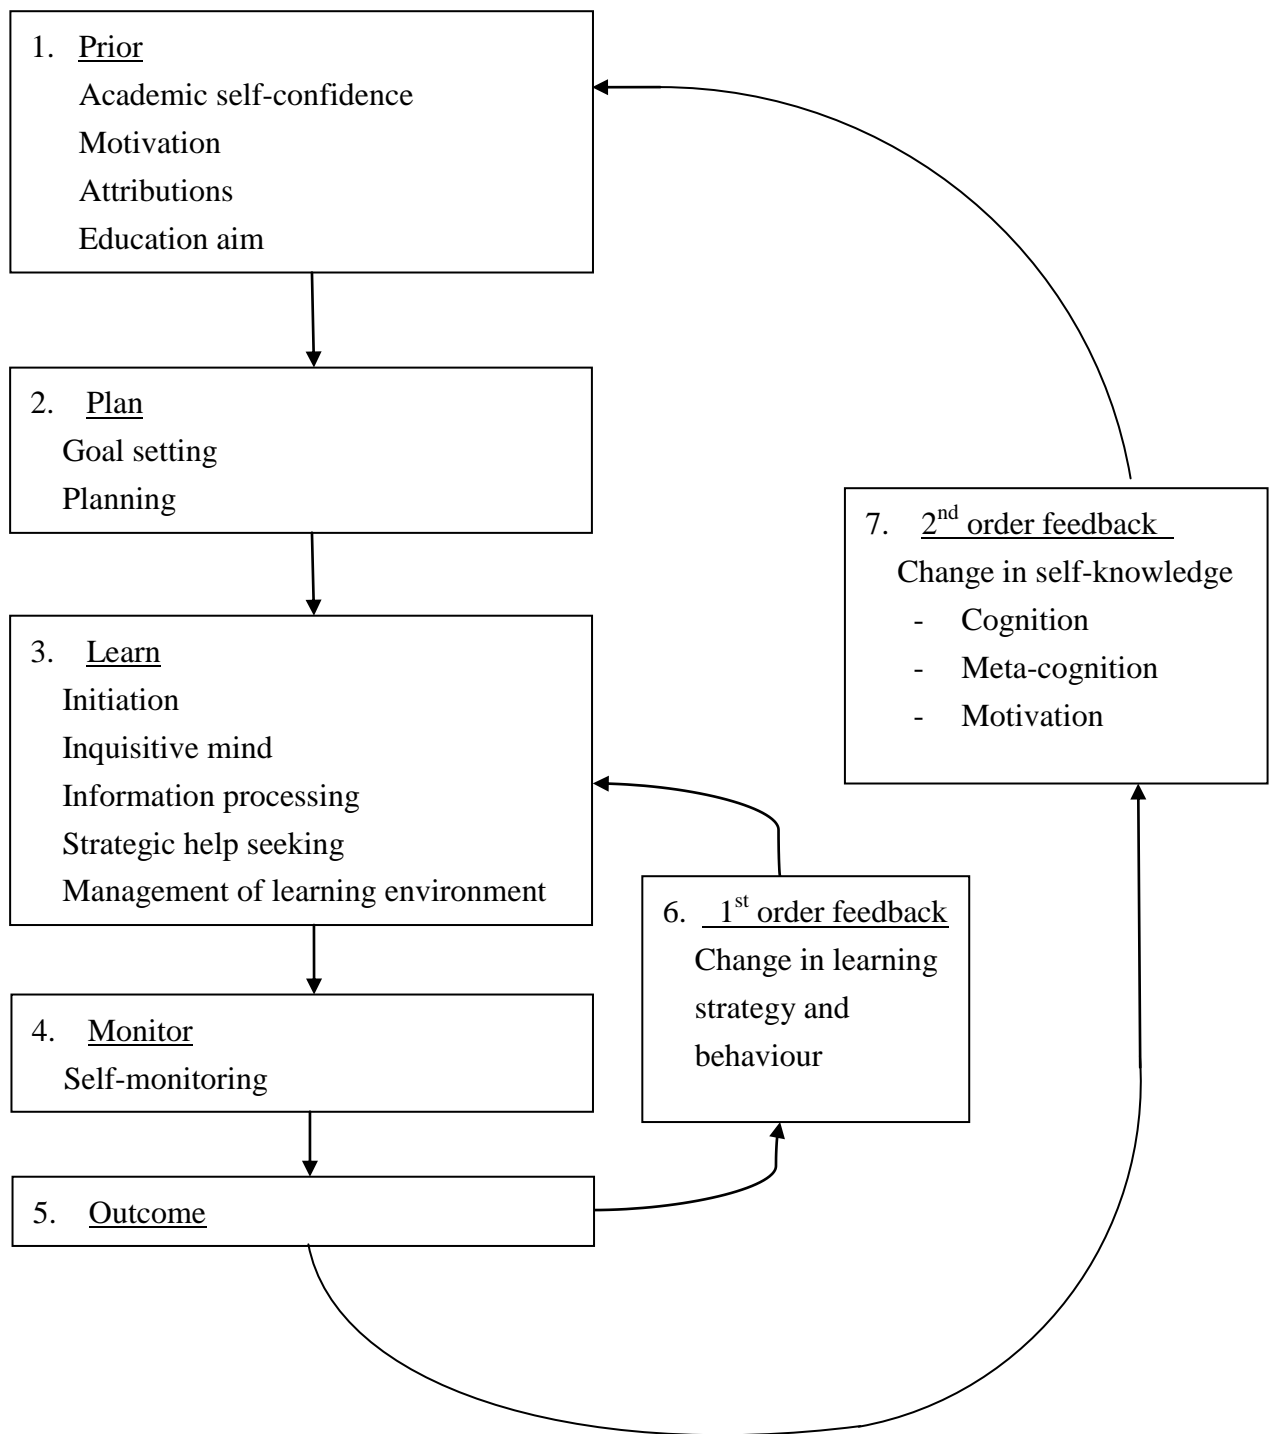 1. Prior
Academic self-confidence
Motivation
Attributions
Education aim
2. Plan
Goal setting
Planning
3. Learn
Initiation
Inquisitive mind
Information processing
Strategic help seeking
Management of learning environment
4. Monitor
Self-monitoring
5. Outcome
6. 1st order feedback
Change in learning
strategy and
behaviour
7. 2nd order feedback
Change in self-knowledge
- Cognition
- Meta-cognition
- Motivation